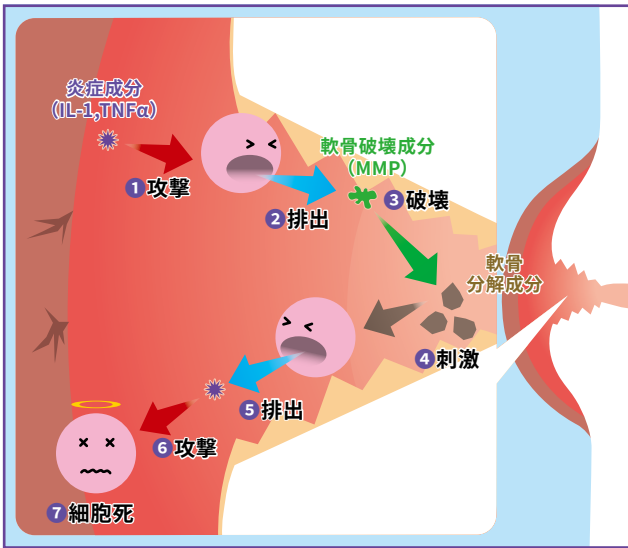 炎症成分
（IL-1,TNFα）
❶攻撃
❷排出
軟骨破壊成分
（MMP）
❸破壊
軟骨
分解成分
❹刺激
❺排出
❻攻撃
❼細胞死